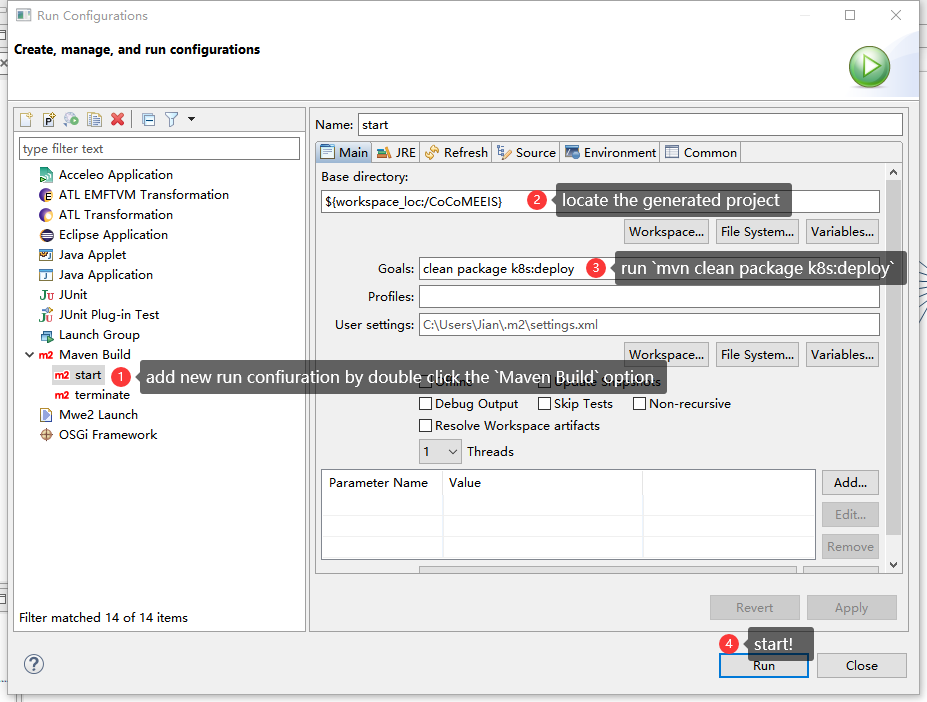 Run Configurations
Create, manage, and run configurations
type filter text
Acceleo Application
ATL EMFTVM Transformation
ATL Transformation
Eclipse Application
Java Applet
Java Application
JUnit
JUnit Plug-in Test
Launch Group
m2 Maven Build
m2 start
1 add new run confiuration by double click the `Maven Build` option
m2 terminate
Mwe2 Launch
OSGi Framework
Filter matched 14 of 14 items
Name: start
Main JRE Refresh Source Environment Common
Base directory:
${workspace_loc:/CoCoMEEIS}
2 locate the generated project
Workspace... File System... Variables...
Goals: clean package k8s:deploy
3 run `mvn clean package k8s:deploy`
Profiles:
User settings: C:\Users\Jian\.m2\settings.xml
Workspace... File System... Variables...
Offline Update Snapshots
Debug Output Skip Tests Non-recursive
Resolve Workspace artifacts
1 Threads
Parameter Name Value
Add...
Edit...
Remove
Revert Apply
4 start!
Run Close